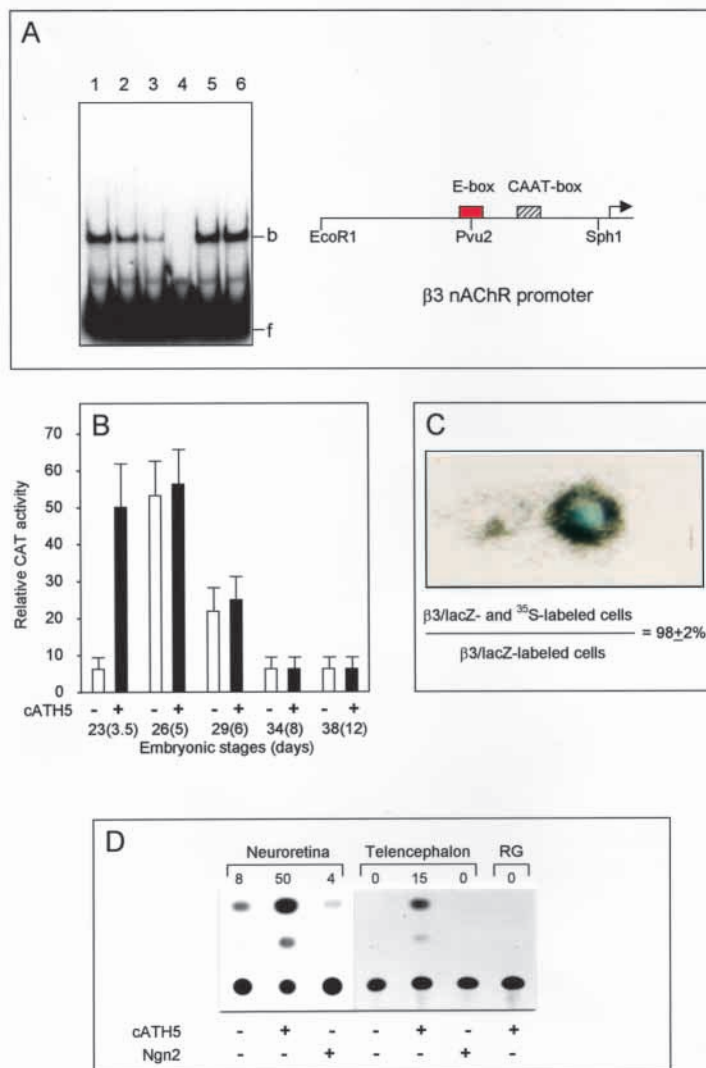 A
1 2 3 4 5 6
b
f
E-box CAAT-box
EcoR1 Pvu2 Sph1
β3 nAChR promoter
B
Relative CAT activity
70
60
50
40
30
20
10
0
cATH5 - + - + - + - + - +
23(3.5) 26(5) 29(6) 34(8) 38(12)
Embryonic stages (days)
C
β3/lacZ- and ³⁵S-labeled cells
β3/lacZ-labeled cells
= 98±2%
D
Neuroretina Telencephalon RG
8 50 4 0 15 0 0
cATH5 - + - - + - +
Ngn2 - - + - - + -